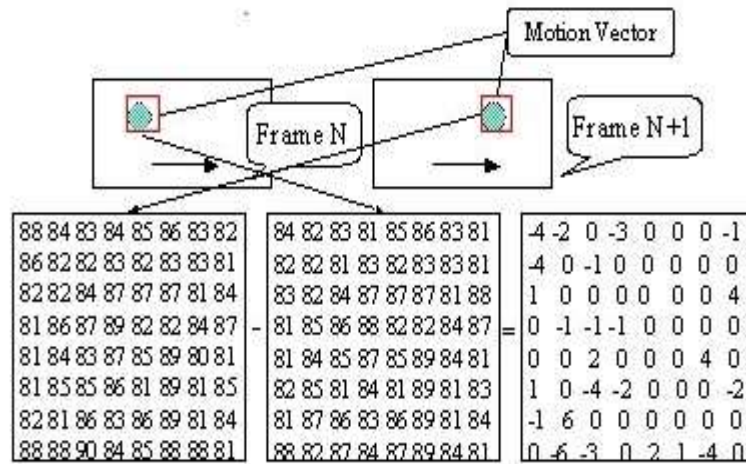 Motion Vector
Frame N
Frame N+1
88 84 83 84 85 86 83 82
86 82 82 83 82 83 83 81
82 82 84 87 87 87 81 84
81 86 87 89 82 82 84 87
81 84 83 87 85 89 80 81
81 85 85 86 81 89 81 85
82 81 86 83 86 89 81 84
88 88 90 84 85 88 88 81
-
84 82 83 81 85 86 83 81
82 82 81 83 82 83 83 81
83 82 84 87 87 87 81 88
81 85 86 88 82 82 84 87
81 84 85 87 85 89 84 81
82 85 81 84 81 89 81 83
81 87 86 83 86 89 81 84
88 82 87 84 87 89 84 81
=
-4 -2 0 -3 0 0 0 -1
-4 0 -1 0 0 0 0 0
1 0 0 0 0 0 0 4
0 -1 -1 -1 0 0 0 0
0 0 2 0 0 0 4 0
1 0 -4 -2 0 0 0 -2
-1 6 0 0 0 0 0 0
0 -6 -3 0 2 1 -4 0